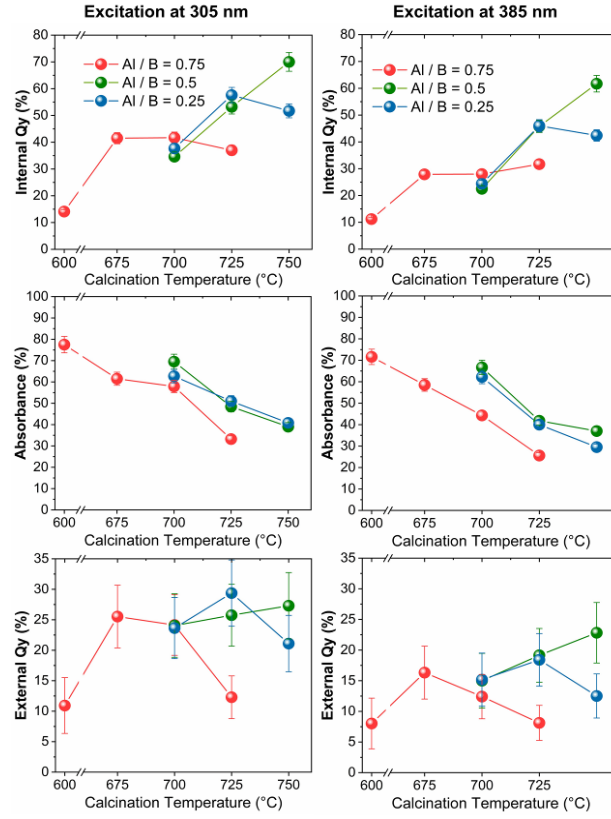 Excitation at 305 nm
Excitation at 385 nm
Internal Qy (%)
80
70
60
50
40
30
20
10
0
Al / B = 0.75
Al / B = 0.5
Al / B = 0.25
600 675 700 725 750
Calcination Temperature (°C)
Internal Qy (%)
80
70
60
50
40
30
20
10
0
Al / B = 0.75
Al / B = 0.5
Al / B = 0.25
600 675 700 725
Calcination Temperature (°C)
Absorbance (%)
100
90
80
70
60
50
40
30
20
10
0
600 675 700 725 750
Calcination Temperature (°C)
Absorbance (%)
100
90
80
70
60
50
40
30
20
10
0
600 675 700 725
Calcination Temperature (°C)
External Qy (%)
35
30
25
20
15
10
5
0
600 675 700 725 750
Calcination Temperature (°C)
External Qy (%)
35
30
25
20
15
10
5
0
600 675 700 725
Calcination Temperature (°C)